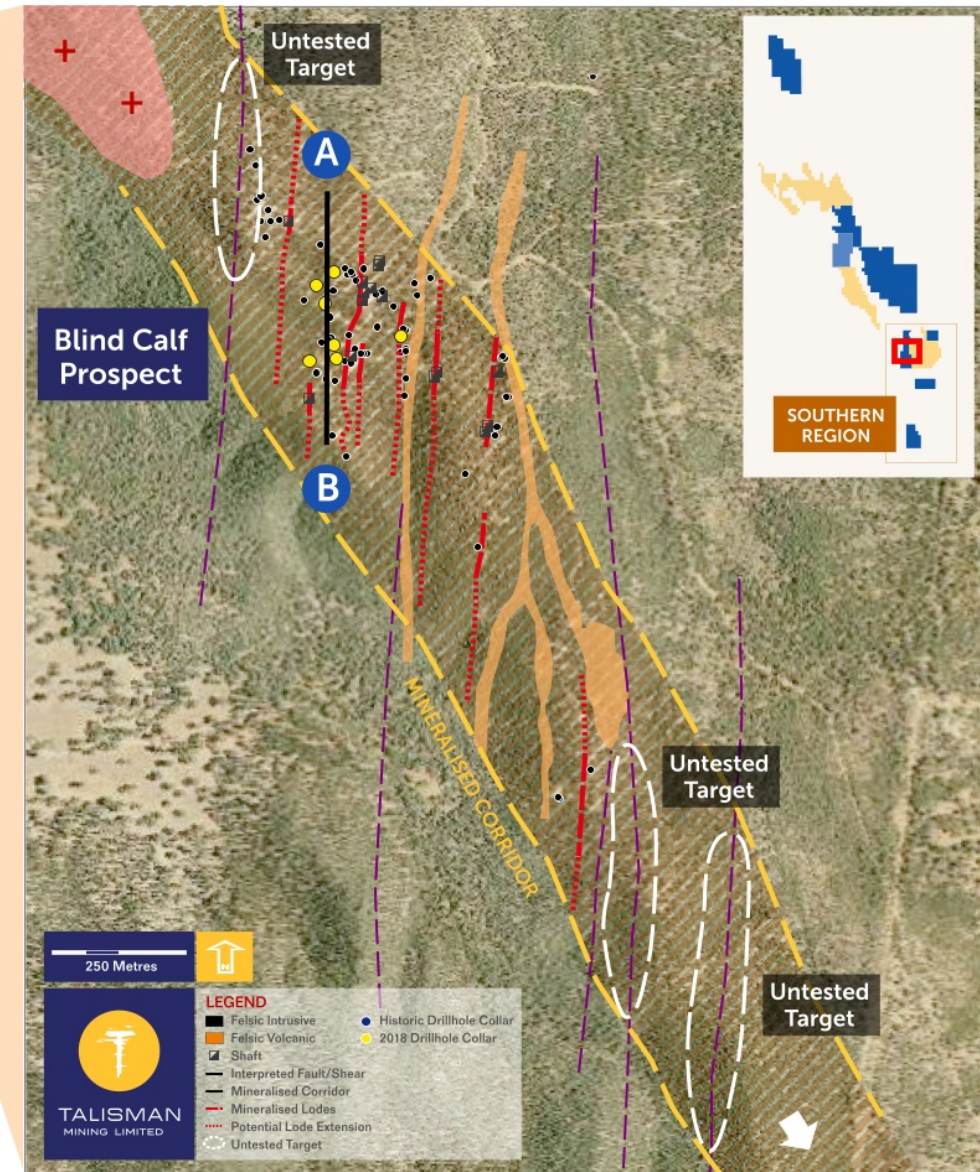 Untested
Target
A
Blind Calf
Prospect
B
SOUTHERN
REGION
MINERALISED CORRIDOR
Untested
Target
Untested
Target
250 Metres
N
TALISMAN
MINING LIMITED
LEGEND
Felsic Intrusive
Felsic Volcanic
Shaft
Interpreted Fault/Shear
Mineralised Corridor
Mineralised Lodes
Potential Lode Extension
Untested Target
Historic Drillhole Collar
2018 Drillhole Collar